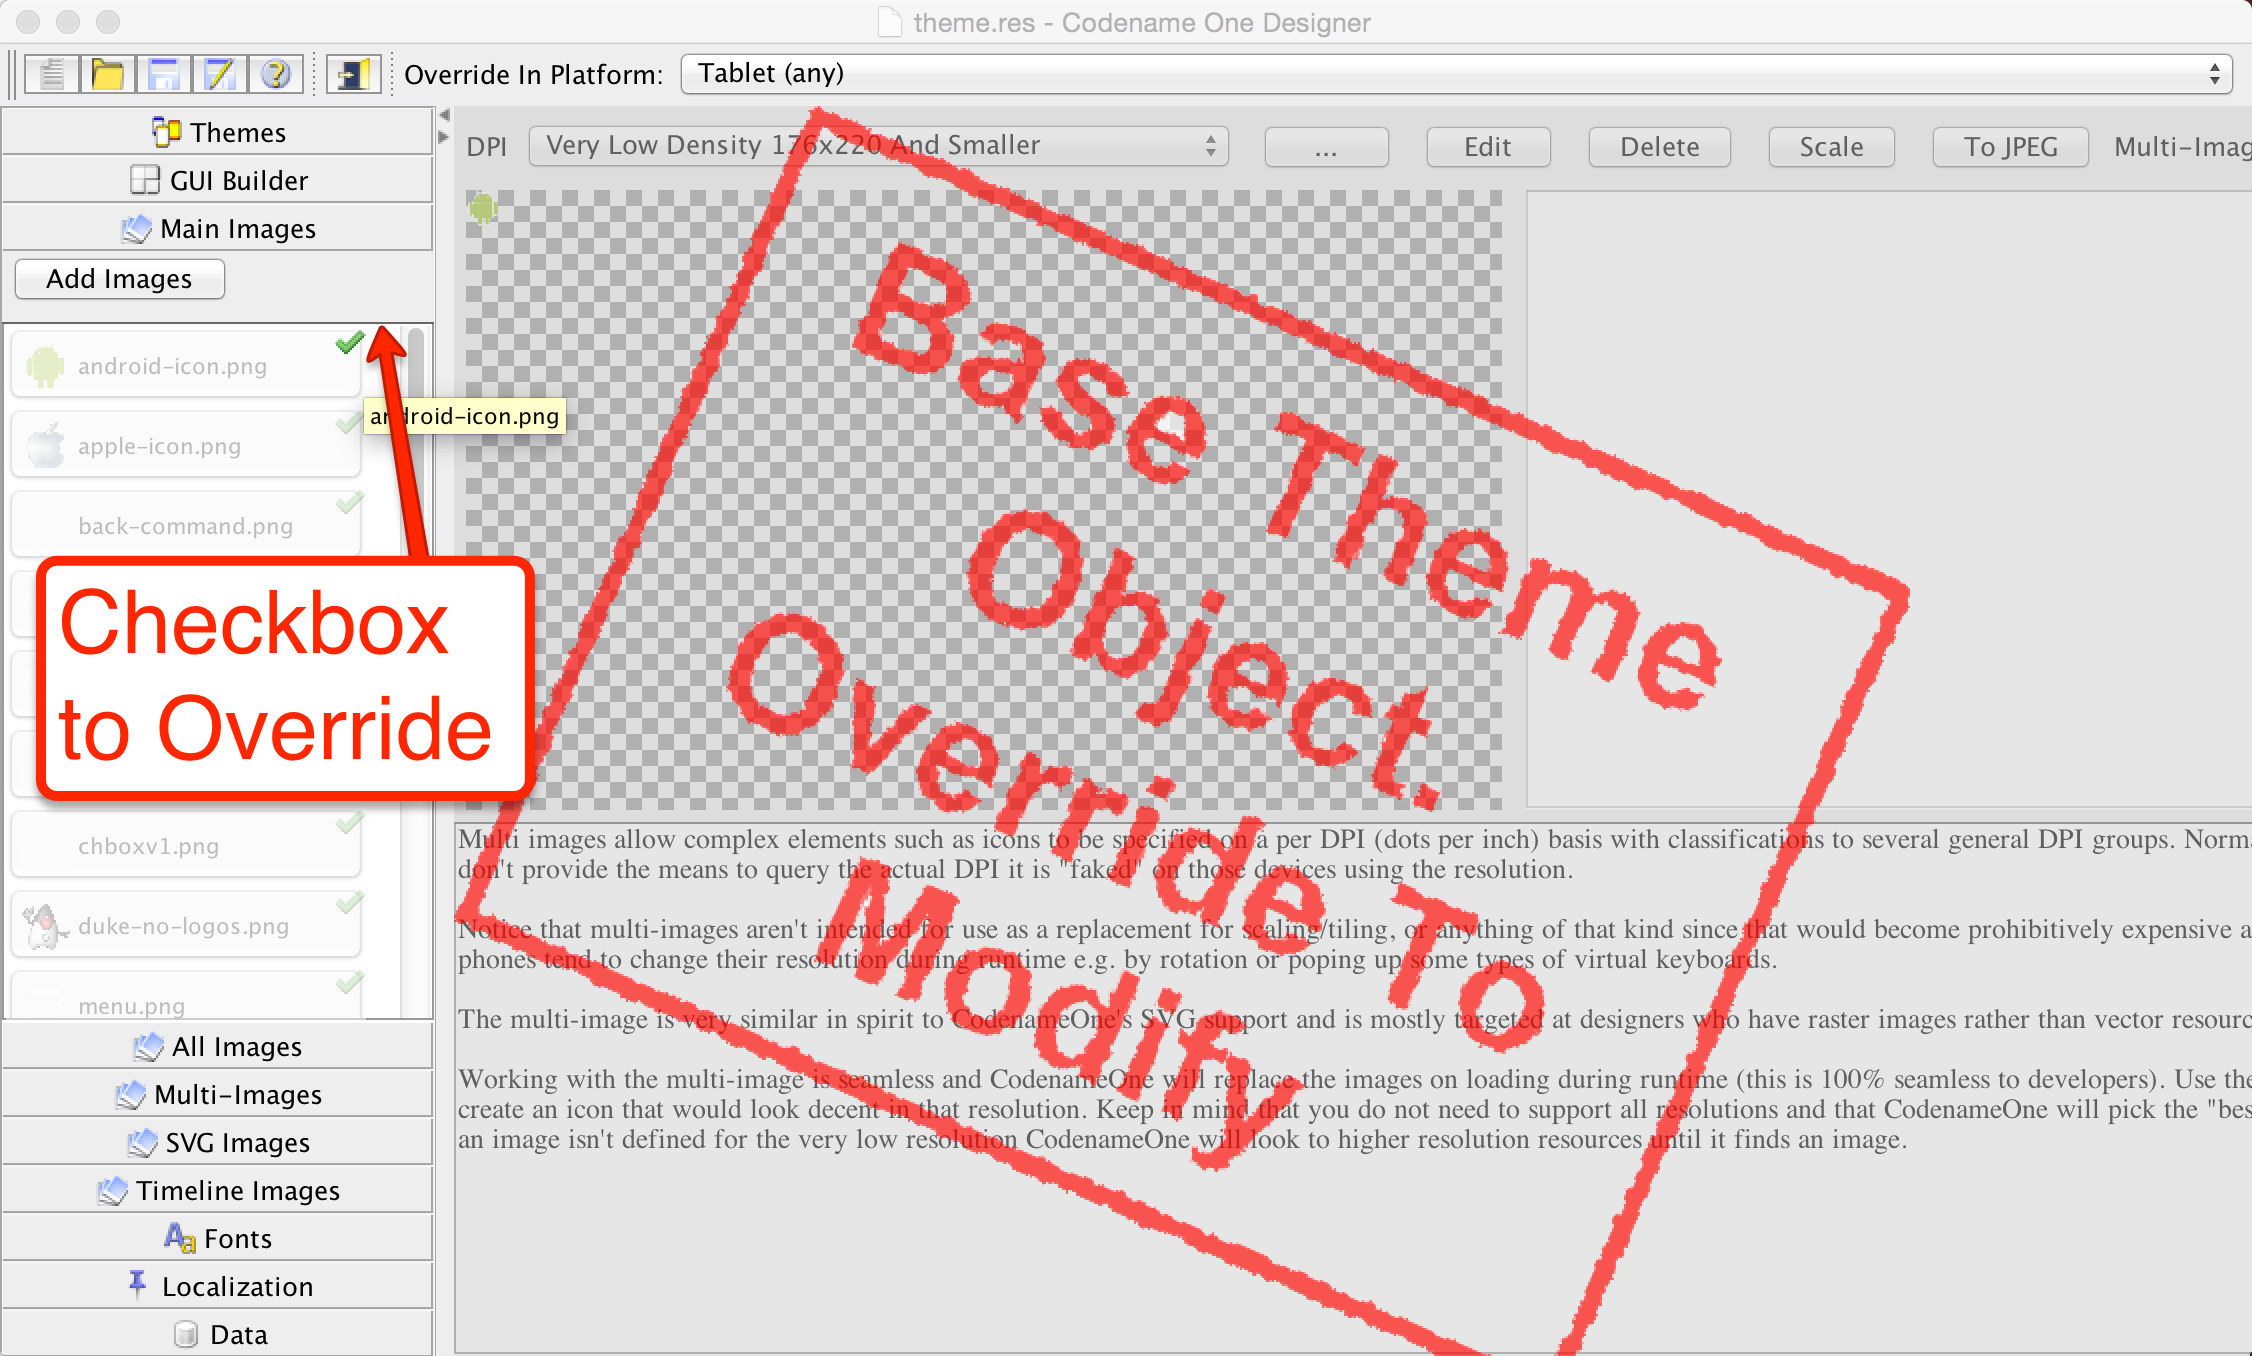 theme.res - Codename One Designer
Override In Platform: Tablet (any)
Themes
GUI Builder
Main Images
Add Images
android-icon.png
android-icon.png
apple-icon.png
back-command.png
Checkbox
to Override
chboxv1.png
duke-no-logos.png
menu.png
All Images
Multi-Images
SVG Images
Timeline Images
Fonts
Localization
Data
DPI Very Low Density 176x220 And Smaller ... Edit Delete Scale To JPEG Multi-Imag
Base Theme
Object.
Override To
Modify
Multi images allow complex elements such as icons to be specified on a per DPI (dots per inch) basis with classifications to several general DPI groups. Norma
don't provide the means to query the actual DPI it is "faked" on those devices using the resolution.
Notice that multi-images aren't intended for use as a replacement for scaling/tiling, or anything of that kind since that would become prohibitively expensive a
phones tend to change their resolution during runtime e.g. by rotation or poping up some types of virtual keyboards.
The multi-image is very similar in spirit to CodenameOne's SVG support and is mostly targeted at designers who have raster images rather than vector resourc
Working with the multi-image is seamless and CodenameOne will replace the images on loading during runtime (this is 100% seamless to developers). Use the
create an icon that would look decent in that resolution. Keep in mind that you do not need to support all resolutions and that CodenameOne will pick the "bes
an image isn't defined for the very low resolution CodenameOne will look to higher resolution resources until it finds an image.